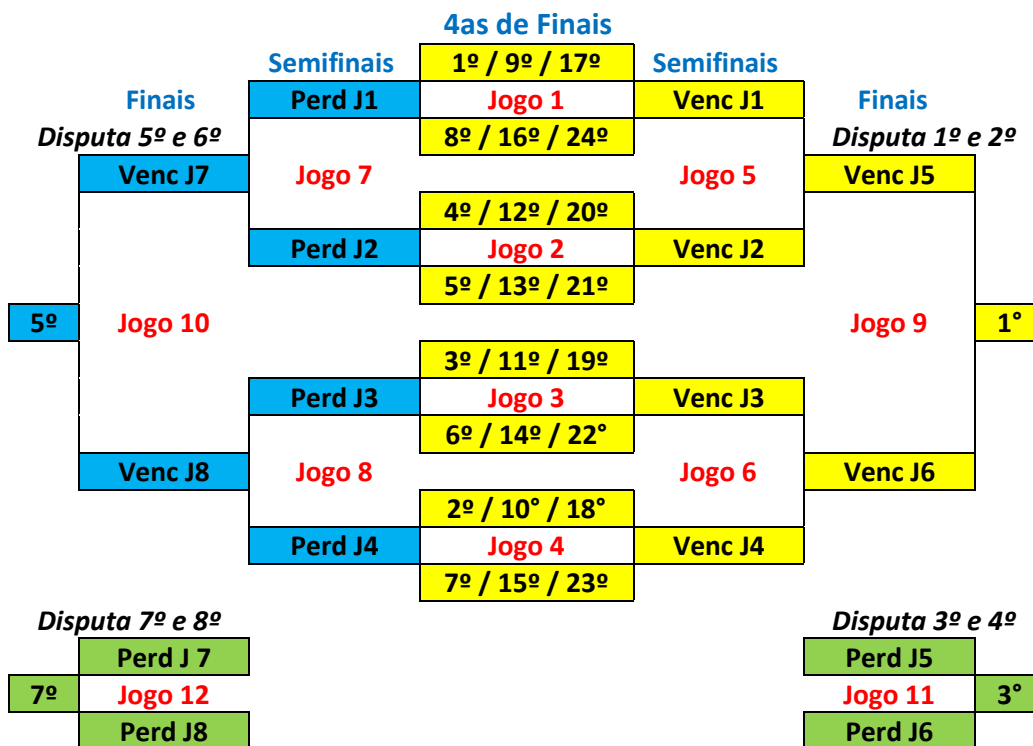 4as de Finais
Semifinais 1º / 9º / 17º Semifinais
Finais Perd J1 Jogo 1 Venc J1 Finais
Disputa 5º e 6º 8º / 16º / 24º Disputa 1º e 2º
Venc J7 Jogo 7 Jogo 5 Venc J5
4º / 12º / 20º
Perd J2 Jogo 2 Venc J2
5º / 13º / 21º
5º Jogo 10 Jogo 9 1°
3º / 11º / 19º
Perd J3 Jogo 3 Venc J3
6º / 14º / 22°
Venc J8 Jogo 8 Jogo 6 Venc J6
2º / 10° / 18°
Perd J4 Jogo 4 Venc J4
7º / 15º / 23º
Disputa 7º e 8º Disputa 3º e 4º
Perd J 7 Perd J5
7º Jogo 12 Jogo 11 3°
Perd J8 Perd J6